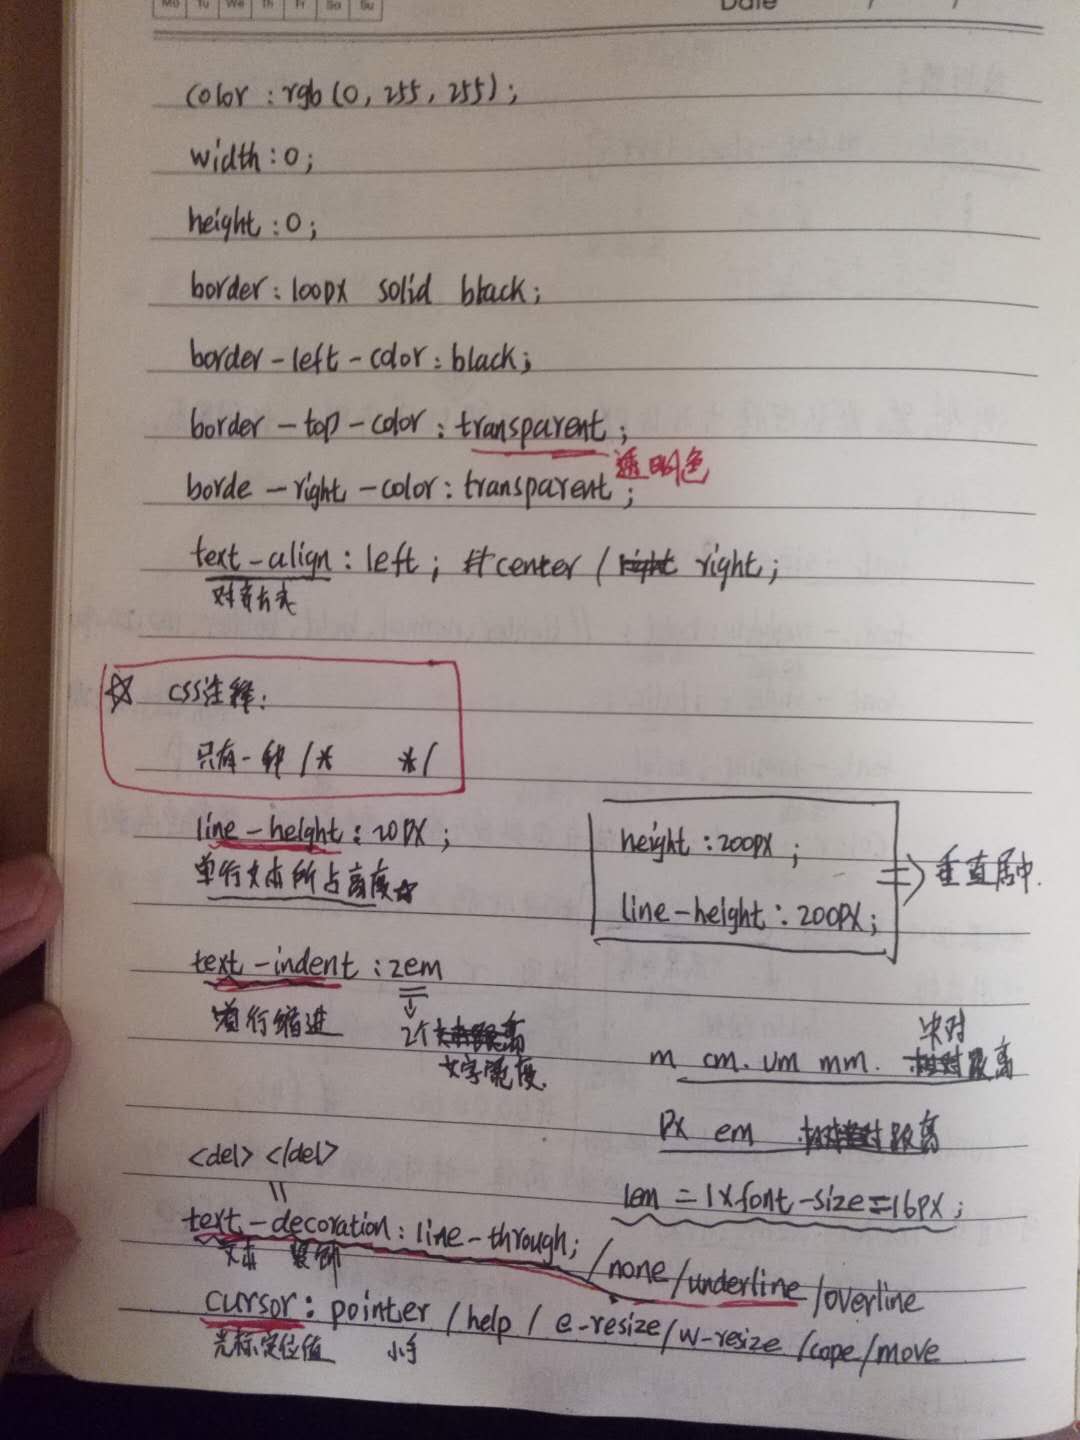 Mo Tu We Th Fr Sa Su
Date / /
color : rgb (0, 255, 255) ;
width : 0 ;
height : 0 ;
border : 100px solid black ;
border-left-color : black ;
border-top-color : transparent ;
透明色
borde-right-color : transparent ;
text-align : left ; # center / right ;
对齐方式
☆ CSS注释:
只有一种 /* */
line-height : 20px ;
单行文本所占高度☆
height : 200px ;
line-height : 200px ;
=> 垂直居中.
text-indent : 2em
首行缩进
2个
文字宽度.
m cm. um mm. 绝对距离
px em 距离
1em = 1 x font-size = 16px ;
<del> </del>
text-decoration : line-through ; / none / underline / overline
文本 装饰
cursor : pointer / help / e-resize / w-resize / cope / move
光标定位值 小手